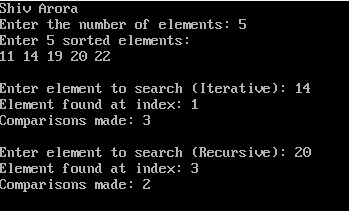 Shiv Arora
Enter the number of elements: 5
Enter 5 sorted elements:
11 14 19 20 22
Enter element to search (Iterative): 14
Element found at index: 1
Comparisons made: 3
Enter element to search (Recursive): 20
Element found at index: 3
Comparisons made: 2